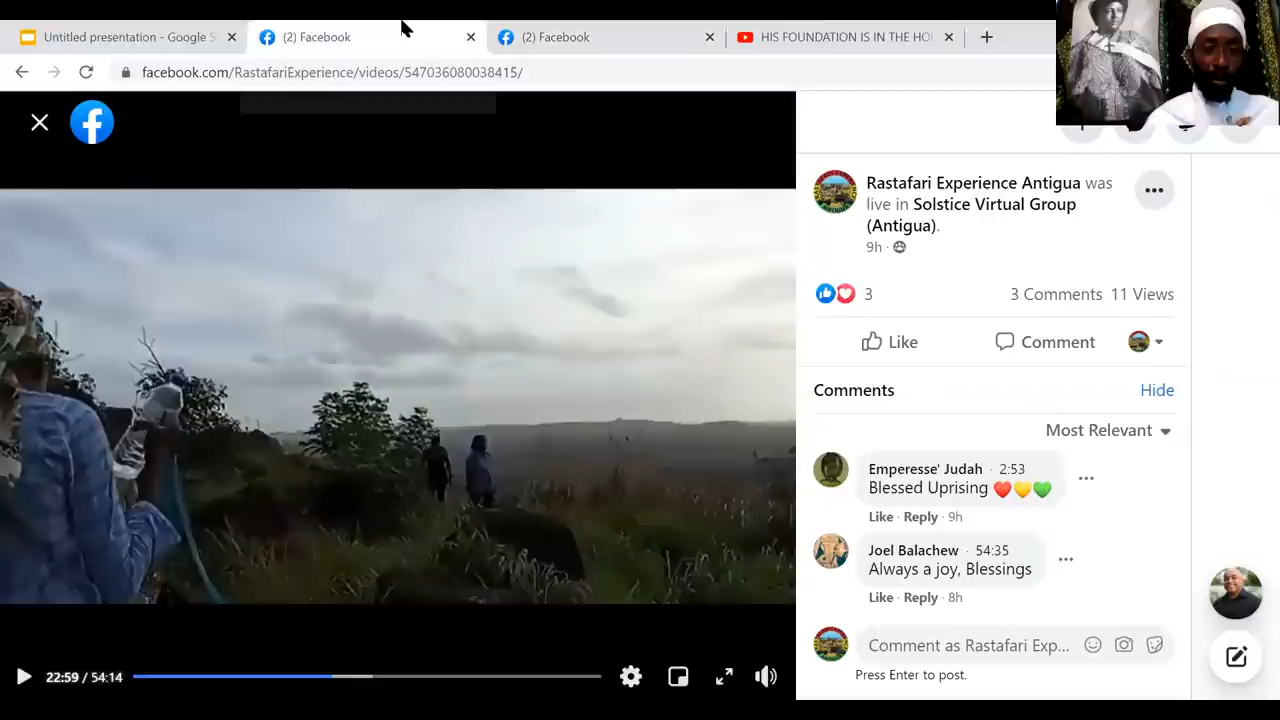 Untitled presentation - Google S
(2) Facebook
(2) Facebook
HIS FOUNDATION IS IN THE HOL
facebook.com/RastafariExperience/videos/547036080038415/
Rastafari Experience Antigua was
live in Solstice Virtual Group
(Antigua).
9h ·
3
3 Comments 11 Views
Like
Comment
Comments
Hide
Most Relevant
Emperesse' Judah · 2:53
Blessed Uprising ❤️💛💚
Like · Reply · 9h
Joel Balachew · 54:35
Always a joy, Blessings
Like · Reply · 8h
Comment as Rastafari Exp...
Press Enter to post.
22:59 / 54:14